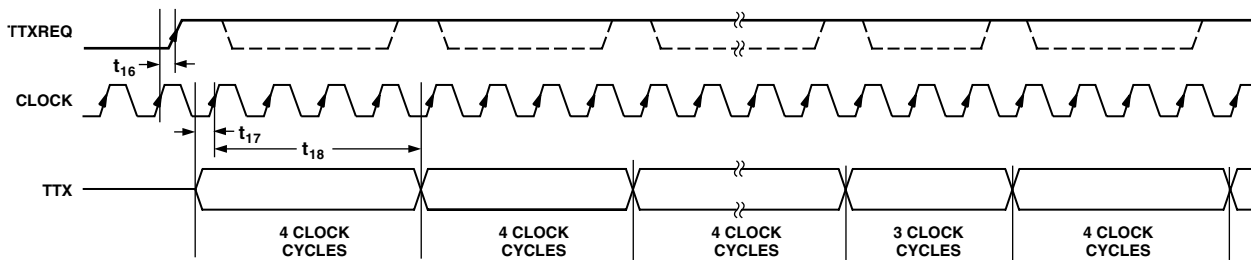 TTXREQ
t16
CLOCK
t17
t18
TTX
4 CLOCK CYCLES
4 CLOCK CYCLES
4 CLOCK CYCLES
3 CLOCK CYCLES
4 CLOCK CYCLES